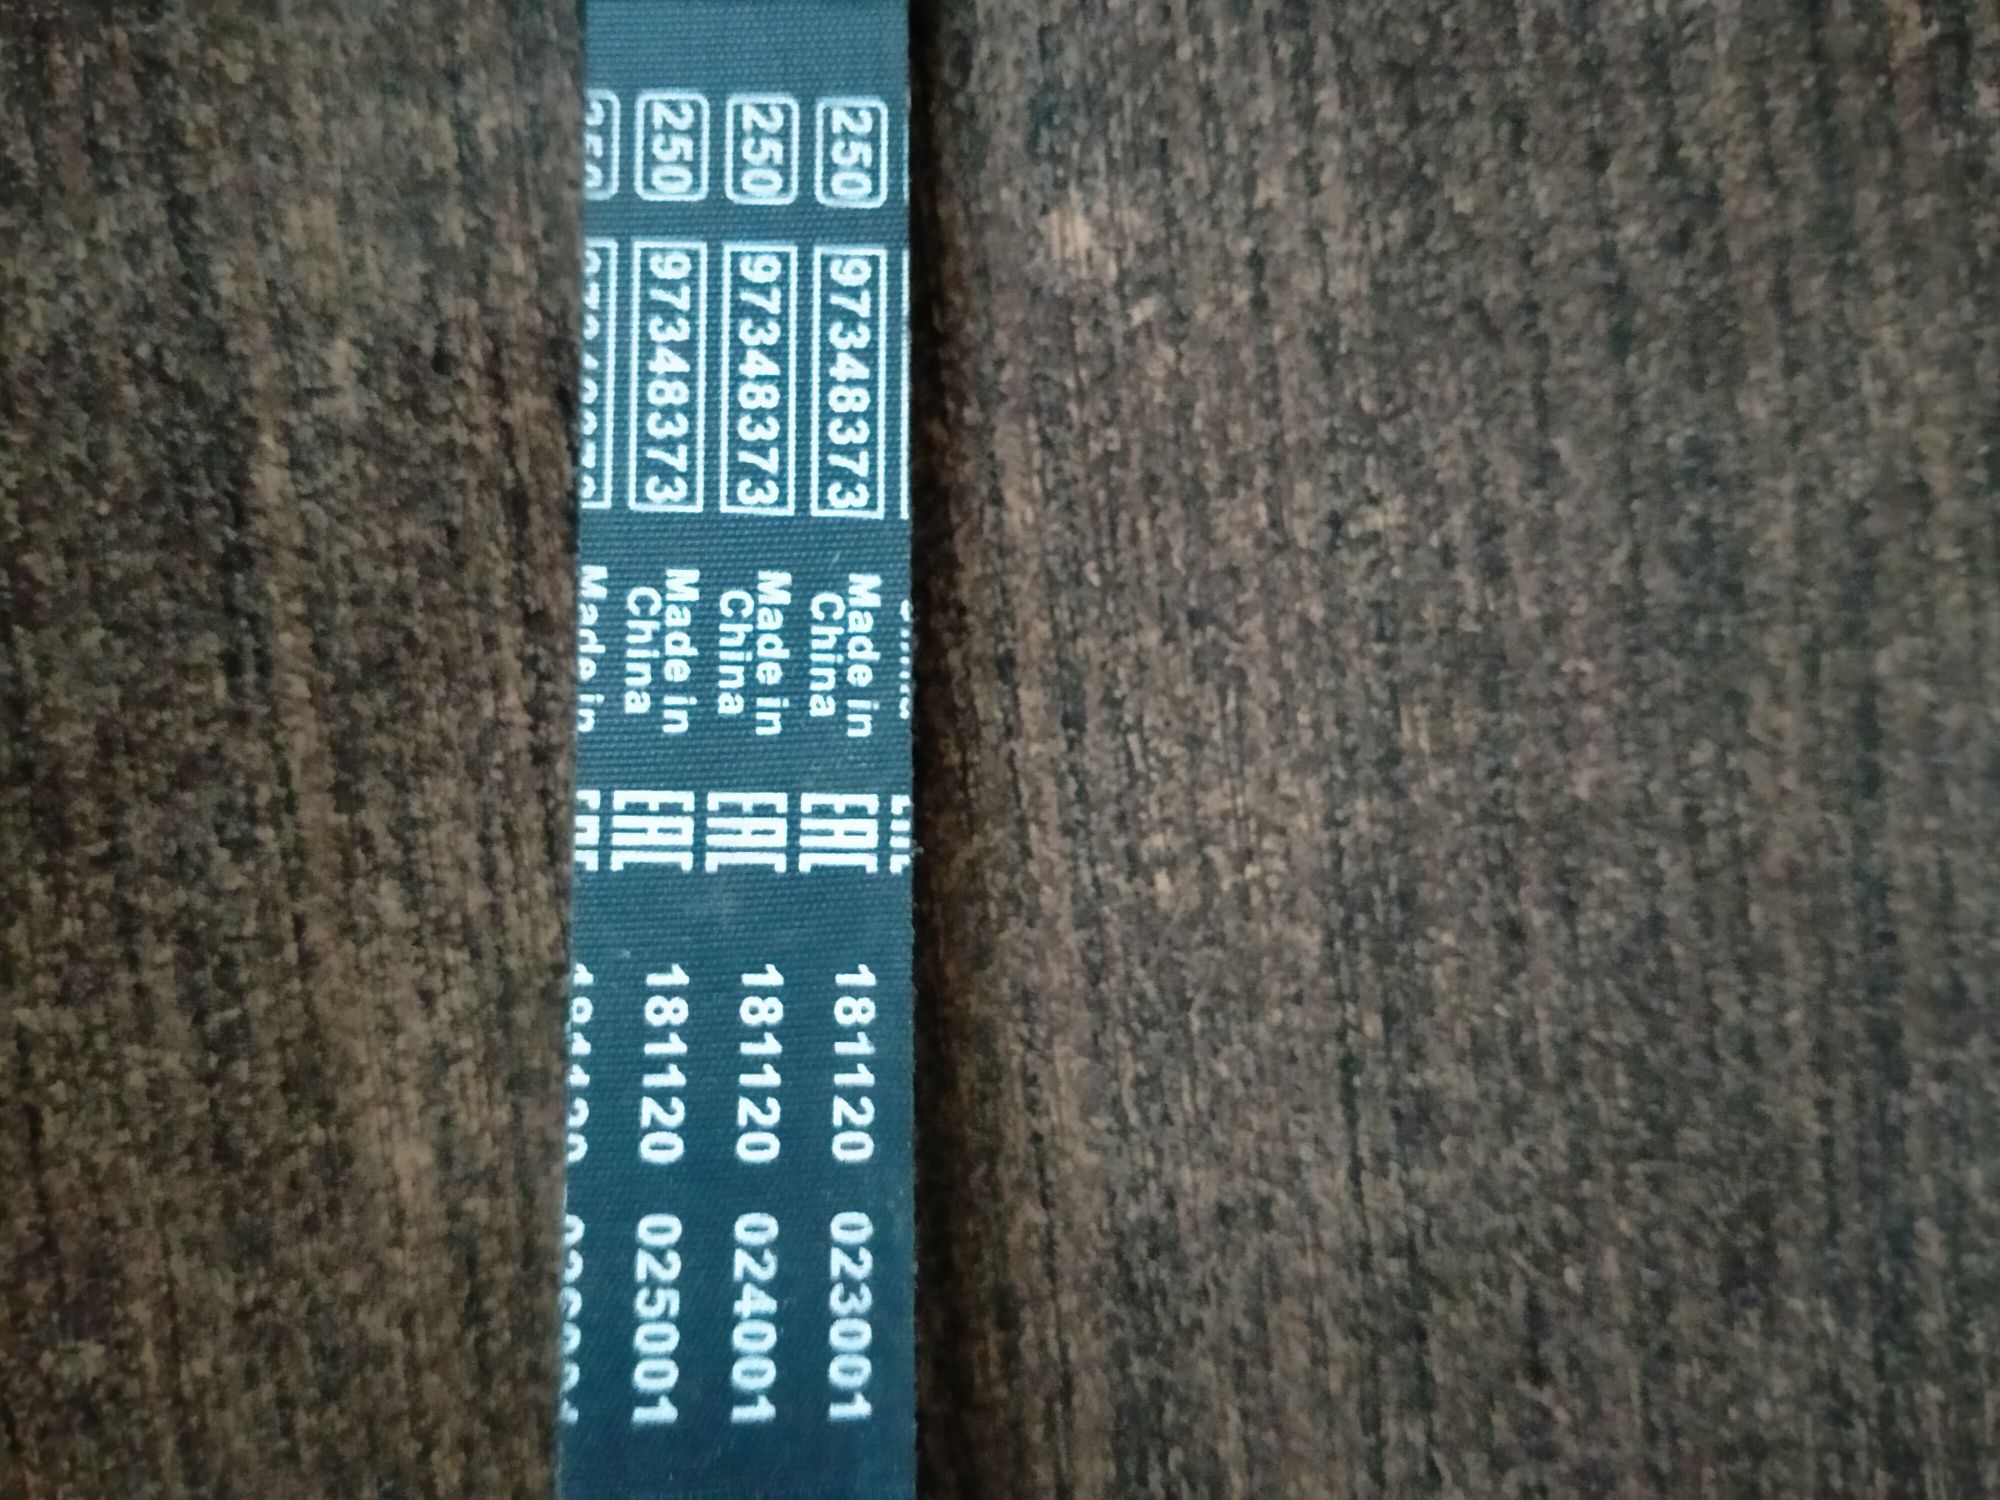 250 97348373 Made in China EAC 181120 023001
250 97348373 Made in China EAC 181120 024001
250 97348373 Made in China EAC 181120 025001